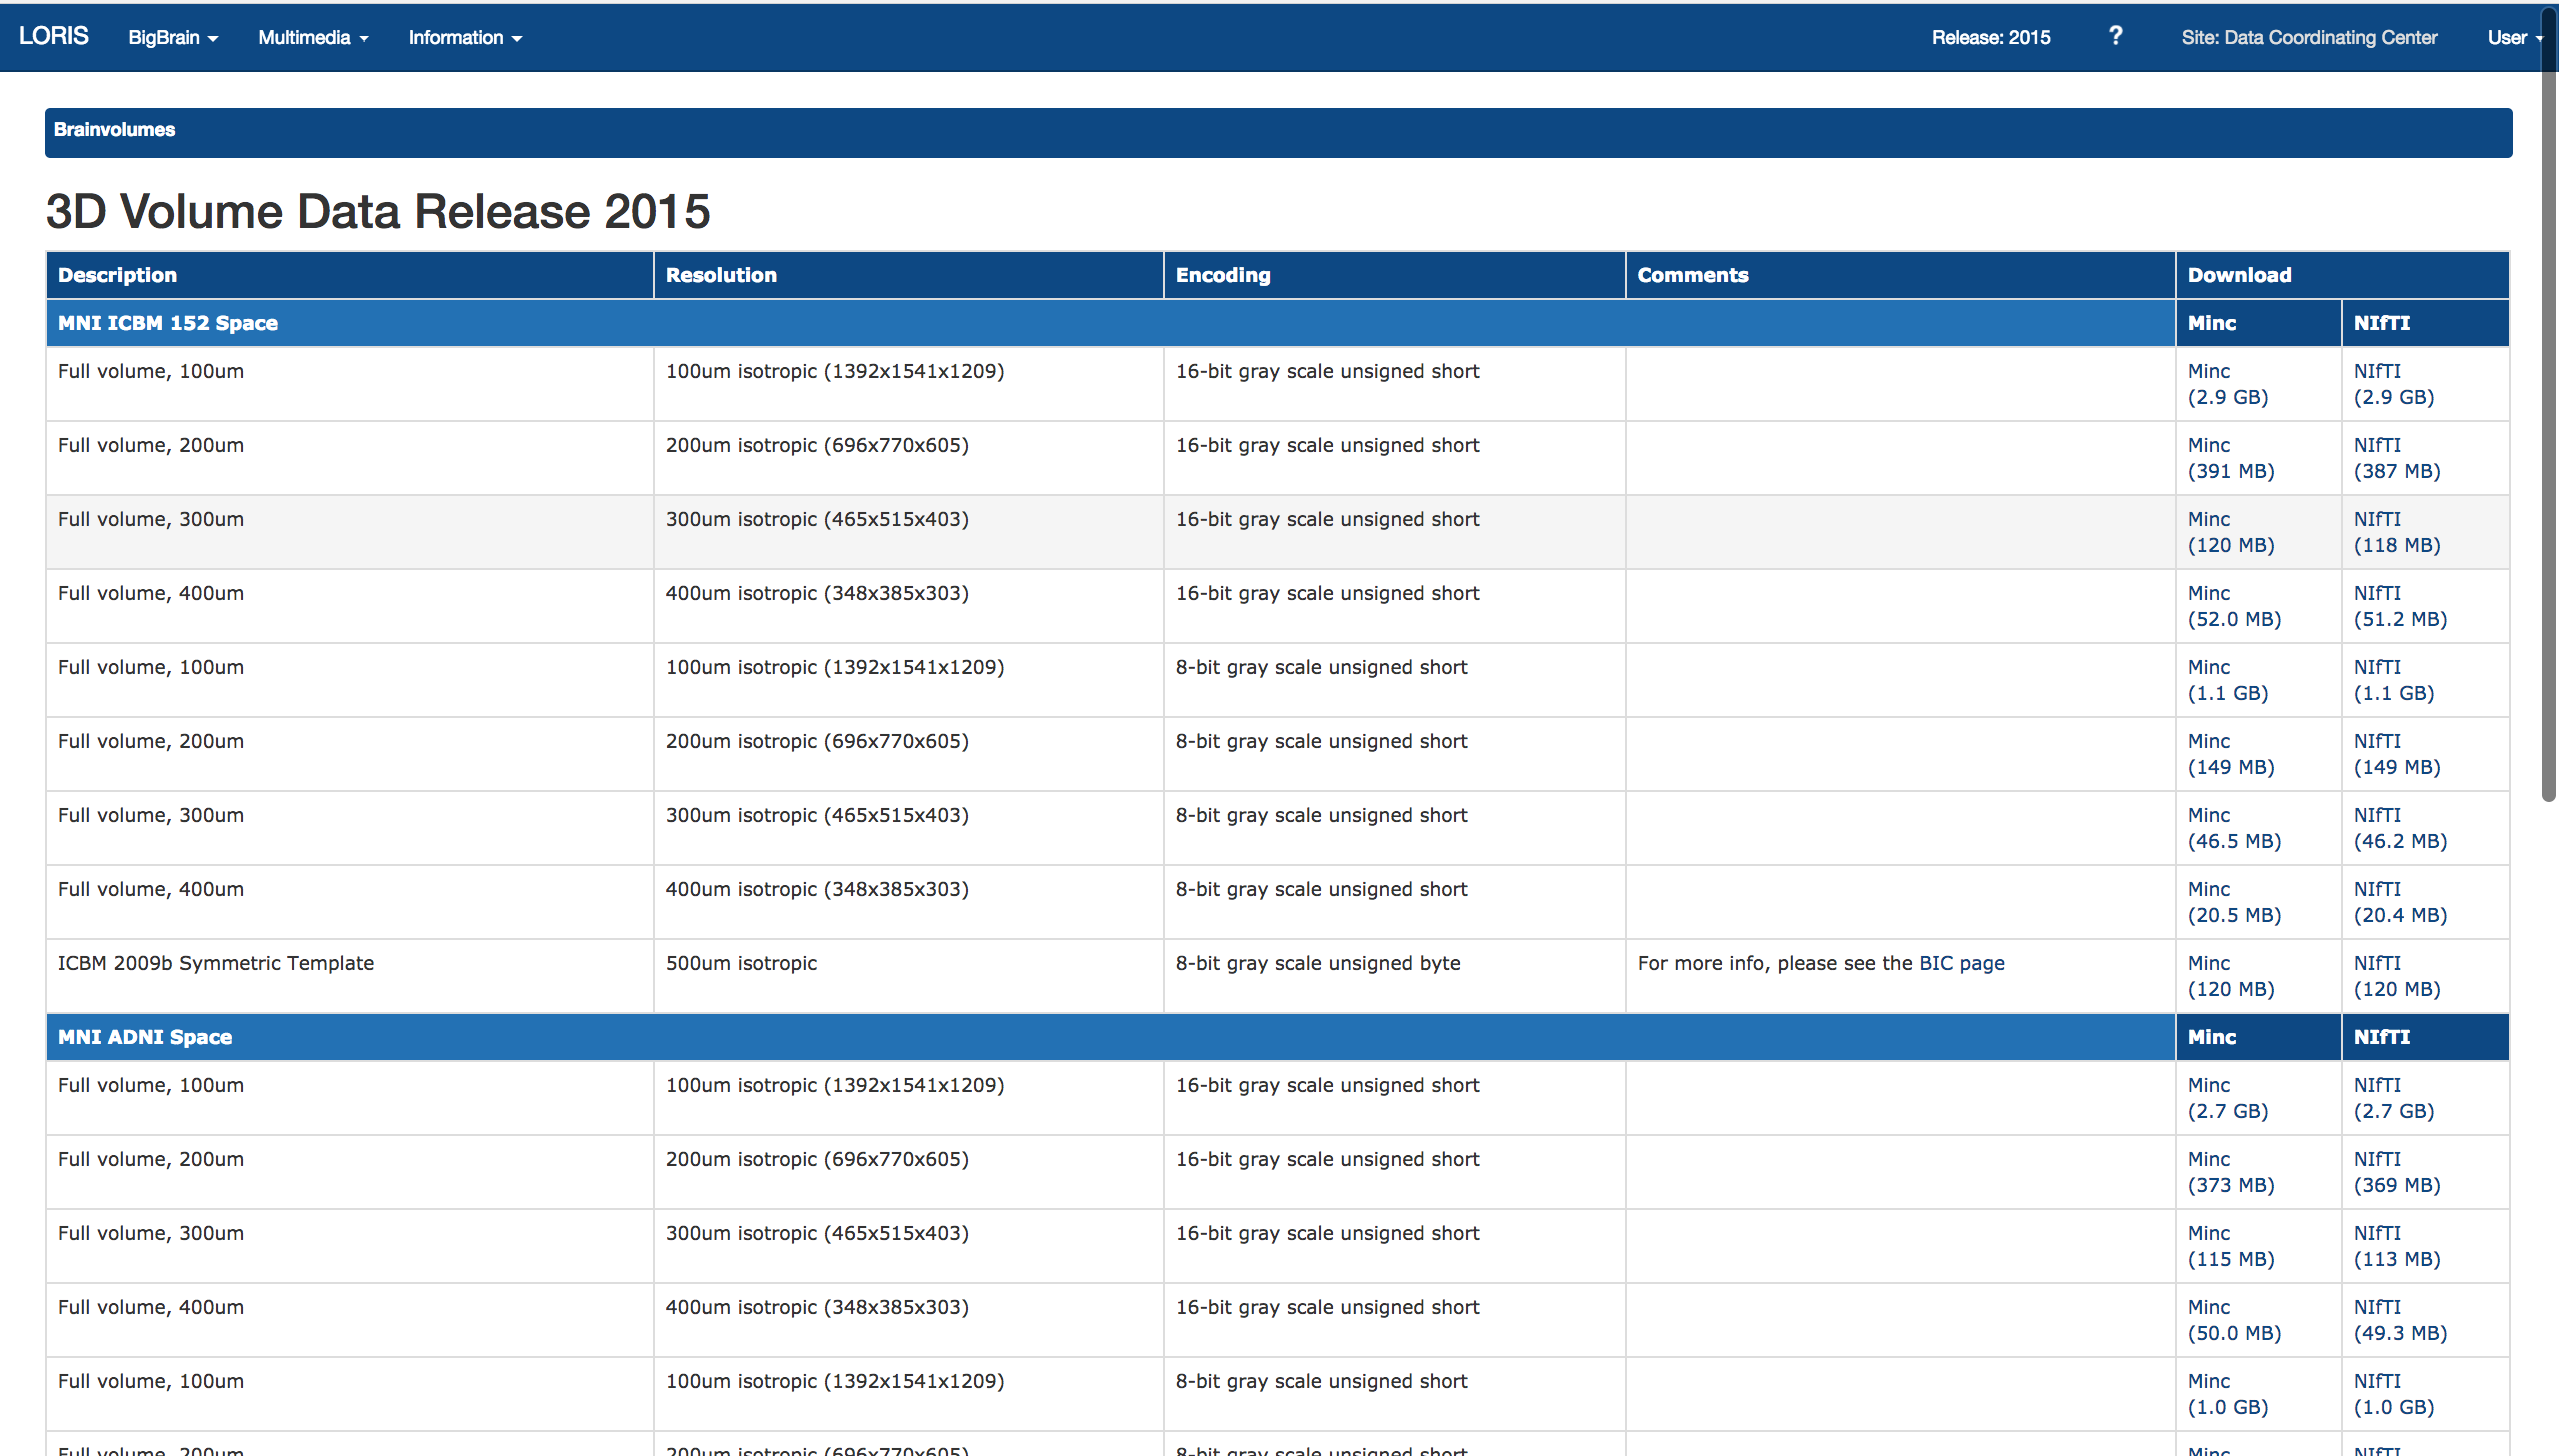 LORIS BigBrain Multimedia Information Release: 2015 ? Site: Data Coordinating Center User
Brainvolumes
3D Volume Data Release 2015
Description Resolution Encoding Comments Download
MNI ICBM 152 Space Minc NIfTI
Full volume, 100um 100um isotropic (1392x1541x1209) 16-bit gray scale unsigned short Minc NIfTI
(2.9 GB) (2.9 GB)
Full volume, 200um 200um isotropic (696x770x605) 16-bit gray scale unsigned short Minc NIfTI
(391 MB) (387 MB)
Full volume, 300um 300um isotropic (465x515x403) 16-bit gray scale unsigned short Minc NIfTI
(120 MB) (118 MB)
Full volume, 400um 400um isotropic (348x385x303) 16-bit gray scale unsigned short Minc NIfTI
(52.0 MB) (51.2 MB)
Full volume, 100um 100um isotropic (1392x1541x1209) 8-bit gray scale unsigned short Minc NIfTI
(1.1 GB) (1.1 GB)
Full volume, 200um 200um isotropic (696x770x605) 8-bit gray scale unsigned short Minc NIfTI
(149 MB) (149 MB)
Full volume, 300um 300um isotropic (465x515x403) 8-bit gray scale unsigned short Minc NIfTI
(46.5 MB) (46.2 MB)
Full volume, 400um 400um isotropic (348x385x303) 8-bit gray scale unsigned short Minc NIfTI
(20.5 MB) (20.4 MB)
ICBM 2009b Symmetric Template 500um isotropic 8-bit gray scale unsigned byte For more info, please see the BIC page Minc NIfTI
(120 MB) (120 MB)
MNI ADNI Space Minc NIfTI
Full volume, 100um 100um isotropic (1392x1541x1209) 16-bit gray scale unsigned short Minc NIfTI
(2.7 GB) (2.7 GB)
Full volume, 200um 200um isotropic (696x770x605) 16-bit gray scale unsigned short Minc NIfTI
(373 MB) (369 MB)
Full volume, 300um 300um isotropic (465x515x403) 16-bit gray scale unsigned short Minc NIfTI
(115 MB) (113 MB)
Full volume, 400um 400um isotropic (348x385x303) 16-bit gray scale unsigned short Minc NIfTI
(50.0 MB) (49.3 MB)
Full volume, 100um 100um isotropic (1392x1541x1209) 8-bit gray scale unsigned short Minc NIfTI
(1.0 GB) (1.0 GB)
Full volume, 200um 200um isotropic (696x770x605) 8-bit gray scale unsigned short Minc NIfTI